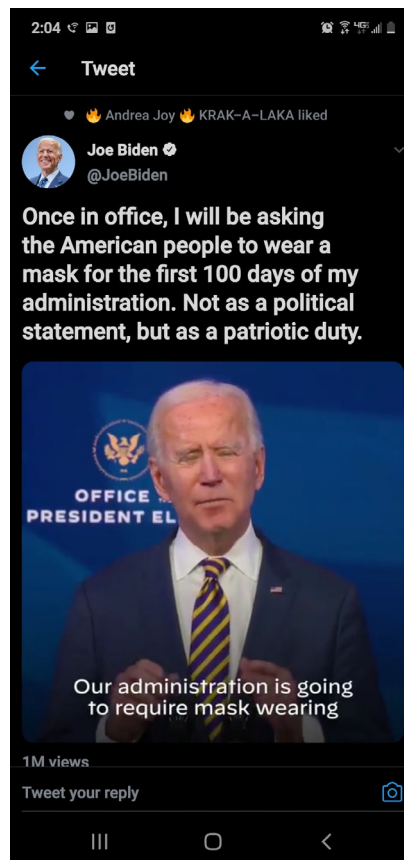 2:04
4G
Tweet
Andrea Joy KRAK-A-LAKA liked
Joe Biden
@JoeBiden
Once in office, I will be asking
the American people to wear a
mask for the first 100 days of my
administration. Not as a political
statement, but as a patriotic duty.
OFFICE
PRESIDENT EL
Our administration is going
to require mask wearing
1M views
Tweet your reply